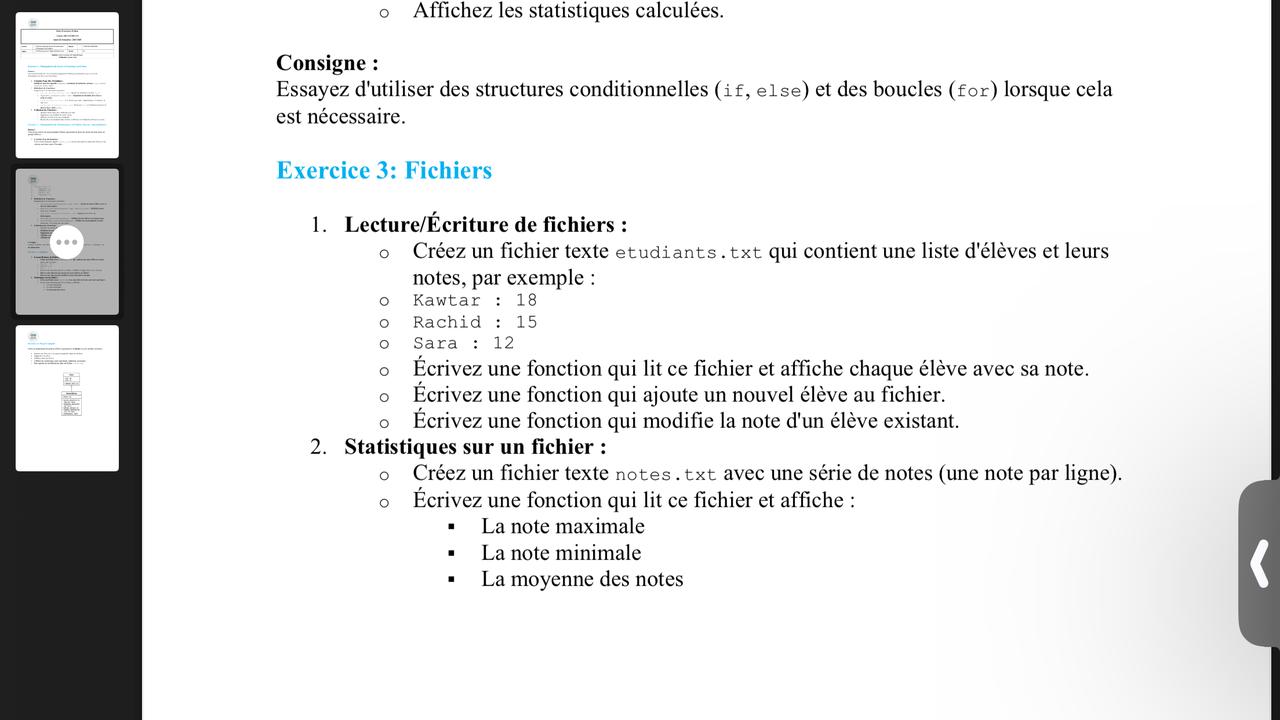 o Affichez les statistiques calculées.
Consigne :
Essayez d'utiliser des structures conditionnelles (if, else) et des boucles (for) lorsque cela
est nécessaire.
Exercice 3: Fichiers
1. Lecture/Écriture de fichiers :
o Créez un fichier texte etudiants.txt qui contient une liste d'élèves et leurs
notes, par exemple :
o Kawtar : 18
o Rachid : 15
o Sara : 12
o Écrivez une fonction qui lit ce fichier et affiche chaque élève avec sa note.
o Écrivez une fonction qui ajoute un nouvel élève au fichier.
o Écrivez une fonction qui modifie la note d'un élève existant.
2. Statistiques sur un fichier :
o Créez un fichier texte notes.txt avec une série de notes (une note par ligne).
o Écrivez une fonction qui lit ce fichier et affiche :
▪ La note maximale
▪ La note minimale
▪ La moyenne des notes